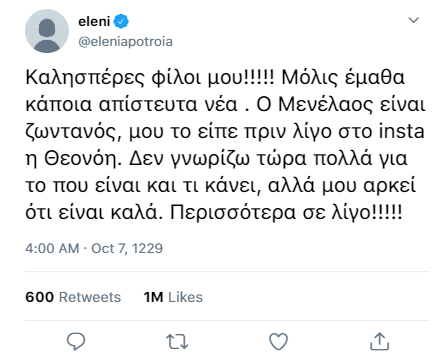 eleni
@eleniapotroia
Καλησπέρες φίλοι μου!!!!! Μόλις έμαθα
κάποια απίστευτα νέα . Ο Μενέλαος είναι
ζωντανός, μου το είπε πριν λίγο στο insta
η Θεονόη. Δεν γνωρίζω τώρα πολλά για
το που είναι και τι κάνει, αλλά μου αρκεί
ότι είναι καλά. Περισσότερα σε λίγο!!!!!
4:00 AM · Oct 7, 1229
600 Retweets 1M Likes